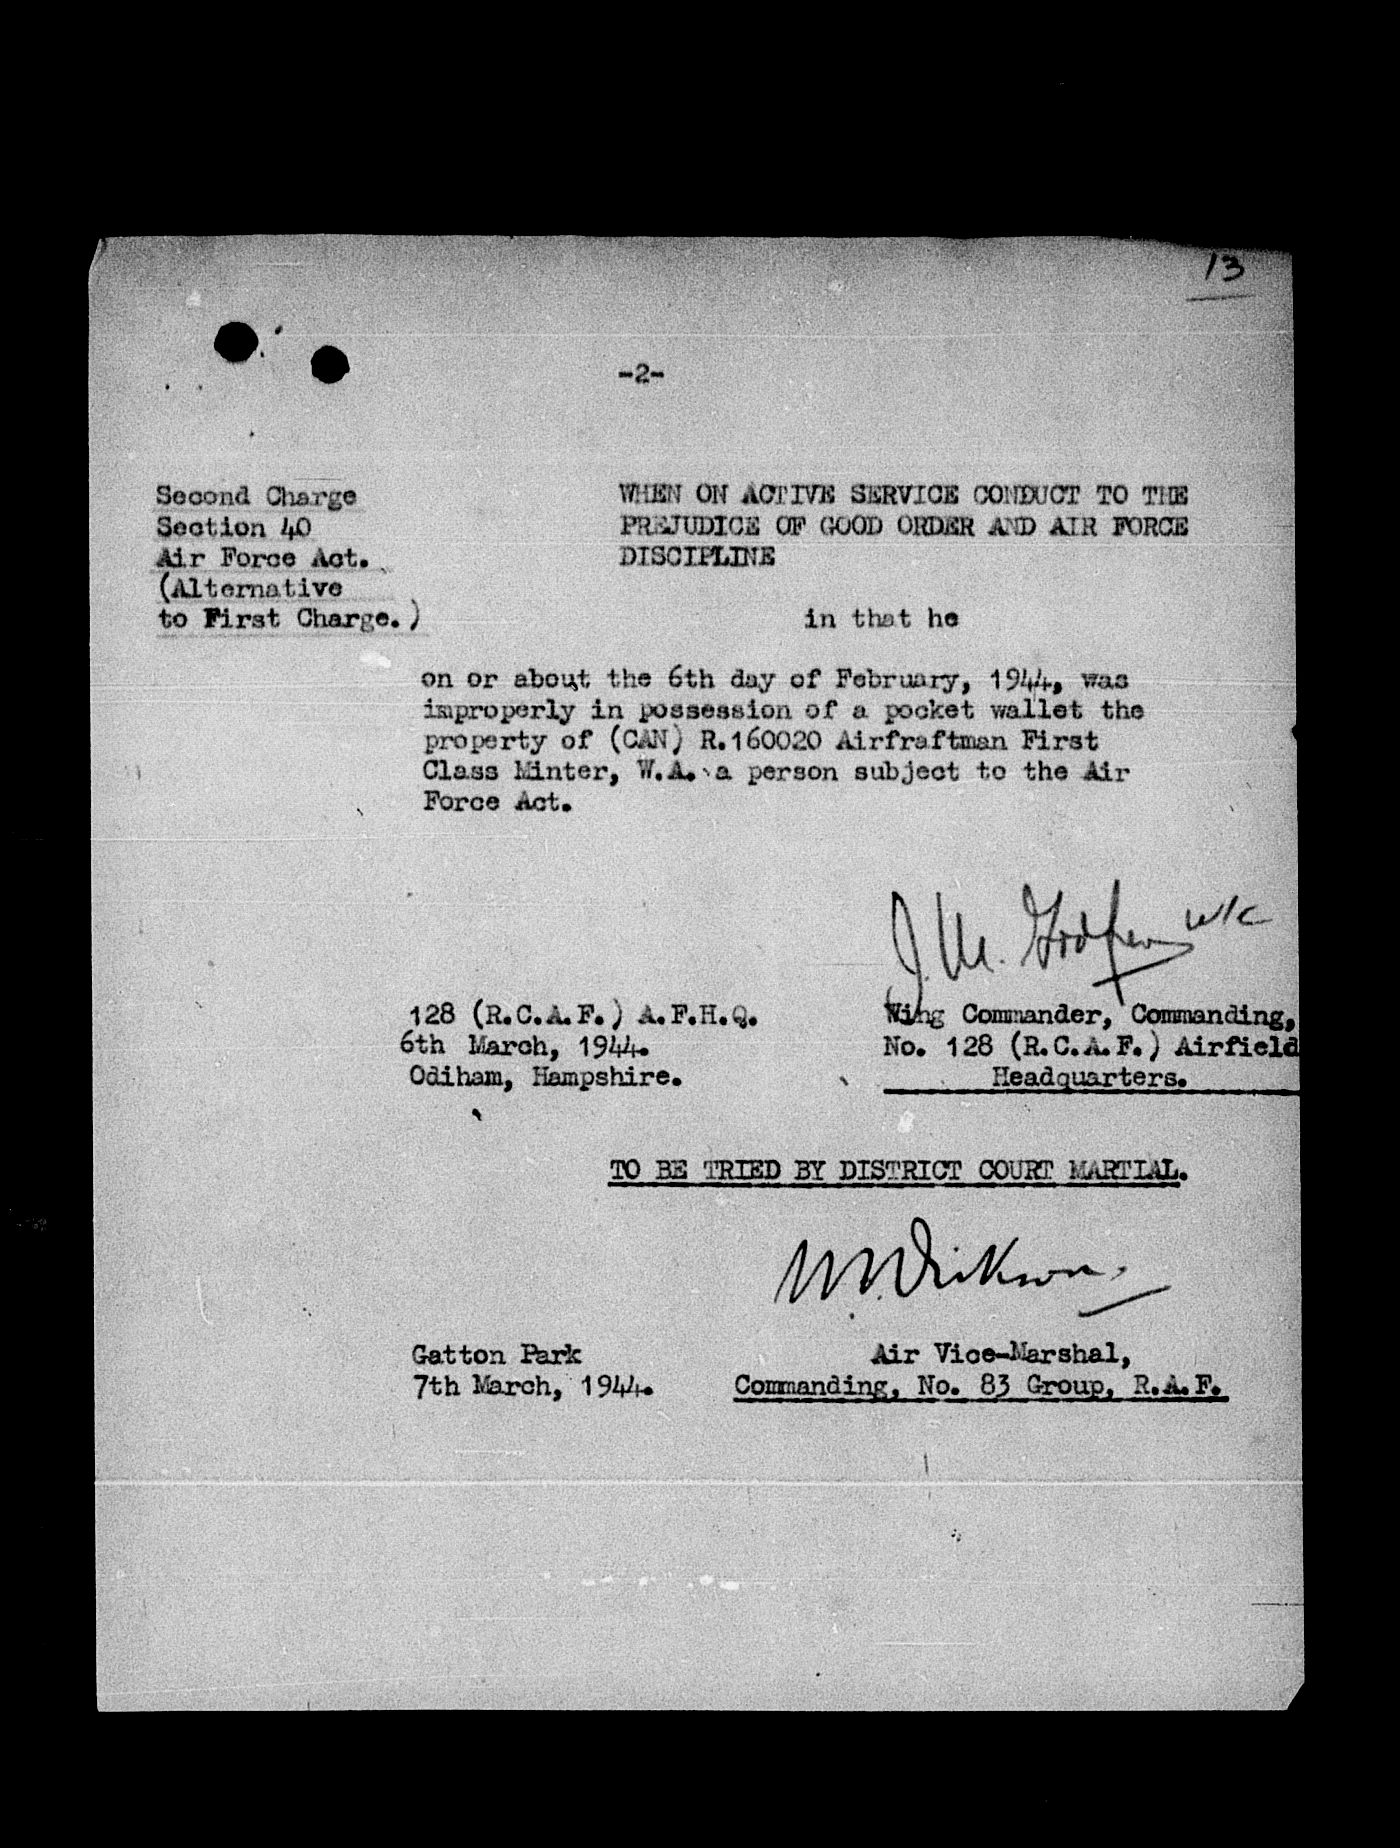 13
-2-
Second Charge
Section 40
Air Force Act.
(Alternative
to First Charge.)
WHEN ON ACTIVE SERVICE CONDUCT TO THE
PREJUDICE OF GOOD ORDER AND AIR FORCE
DISCIPLINE
in that he
on or about the 6th day of February, 1944, was
improperly in possession of a pocket wallet the
property of (CAN) R.160020 Airfraftman First
Class Minter, W.A. a person subject to the Air
Force Act.
J. M. Godfrey W/C
128 (R.C.A.F.) A.F.H.Q.
6th March, 1944.
Odiham, Hampshire.
Wing Commander, Commanding,
No. 128 (R.C.A.F.) Airfield
Headquarters.
TO BE TRIED BY DISTRICT COURT MARTIAL.
Dickson.
Gatton Park
7th March, 1944.
Air Vice-Marshal,
Commanding, No. 83 Group, R.A.F.